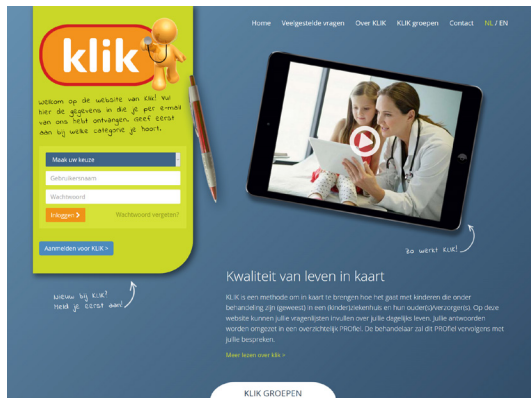 Home Veelgestelde vragen Over KLIK KLIK groepen Contact NL / EN
klik
Welkom op de website van KLIK! Vul
hier de gegevens in die je per e-mail
van ons hebt ontvangen. Geef eerst
aan bij welke categorie je hoort.
Maak uw keuze
Gebruikersnaam
Wachtwoord
Inloggen >
Wachtwoord vergeten?
Aanmelden voor KLIK >
Nieuw bij KLIK?
Meld je eerst aan!
Zo werkt KLIK!
Kwaliteit van leven in kaart
KLIK is een methode om in kaart te brengen hoe het gaat met kinderen die onder
behandeling zijn (geweest) in een (kinder)ziekenhuis en hun ouder(s)/verzorger(s). Op deze
website kunnen jullie vragenlijsten invullen over jullie dagelijks leven. Jullie antwoorden
worden omgezet in een overzichtelijk PROfiel. De behandelaar zal dit PROfiel vervolgens met
jullie bespreken.
Meer lezen over klik >
KLIK GROEPEN